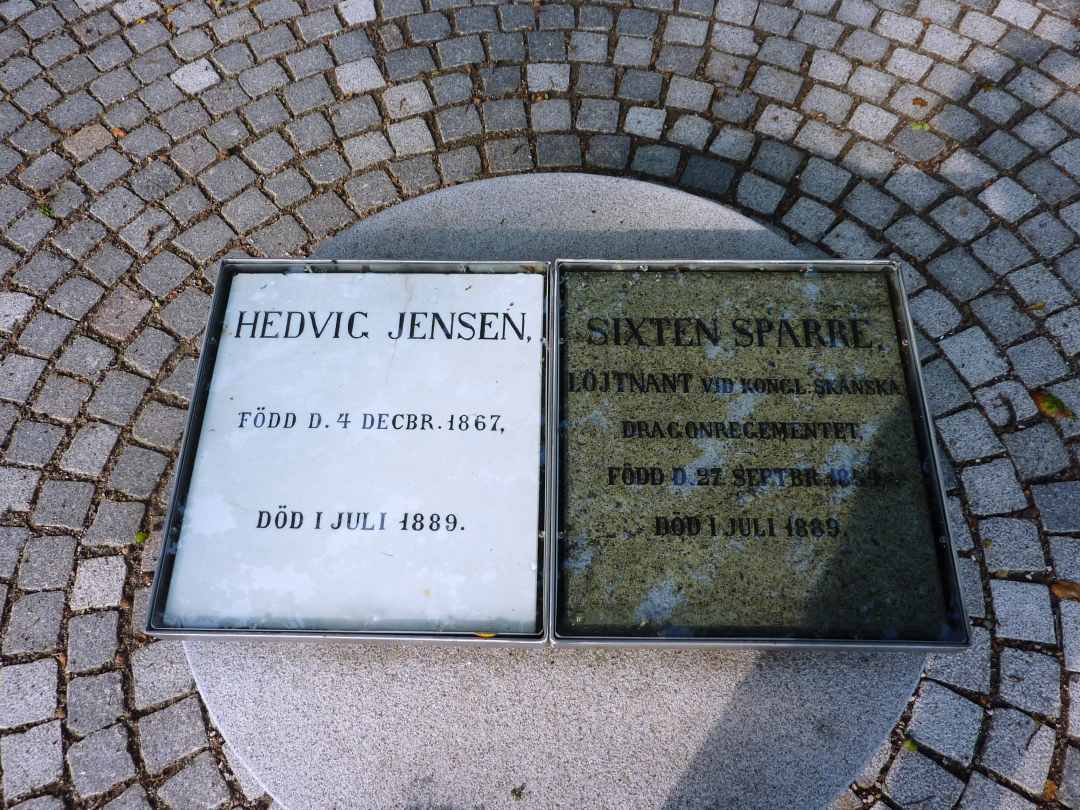 HEDVIG JENSEN,
FÖDD D. 4 DECBR. 1867,
DÖD I JULI 1889.
SIXTEN SPARRE,
LÖJTNANT VID KONGL. SKÅNSKA
DRAGONREGEMENTET,
FÖDD D. 27 SEPTBR. 1854,
DÖD I JULI 1889.